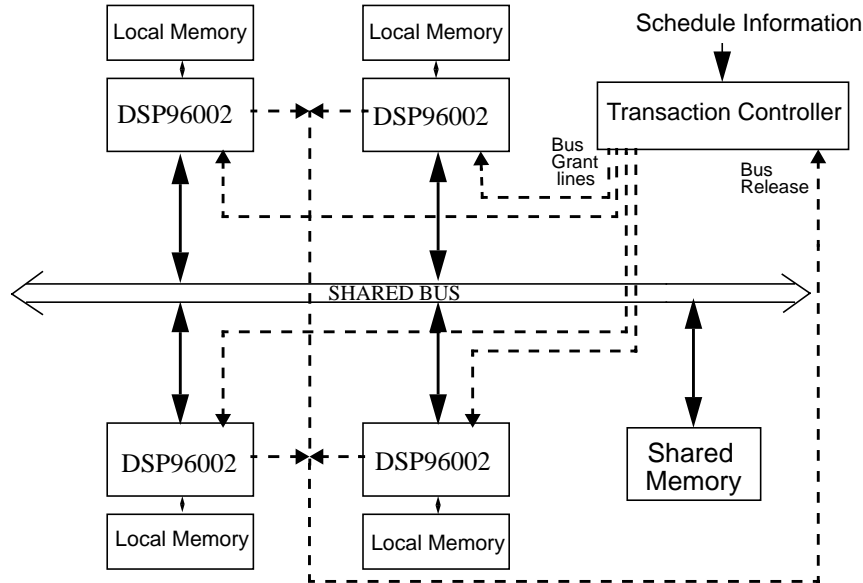 Local Memory
Local Memory
Schedule Information
DSP96002
DSP96002
Transaction Controller
Bus
Grant
lines
Bus
Release
SHARED BUS
DSP96002
DSP96002
Shared
Memory
Local Memory
Local Memory